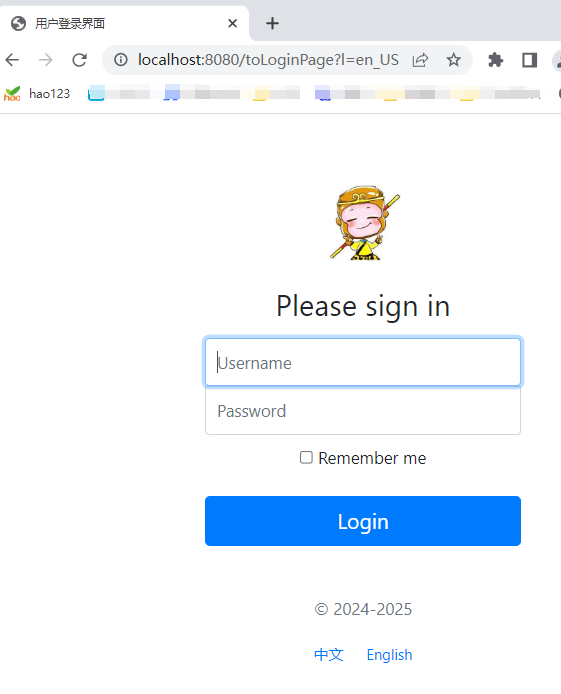 用户登录界面
localhost:8080/toLoginPage?l=en_US
hao123
Please sign in
Username
Password
Remember me
Login
© 2024-2025
中文 English